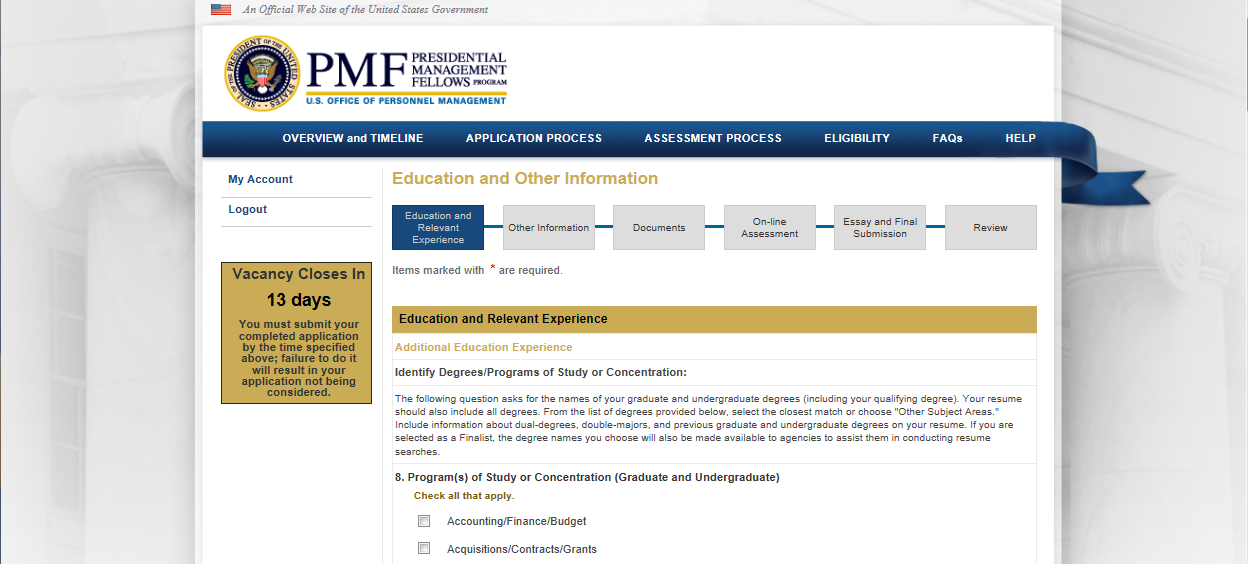 An Official Web Site of the United States Government
PMF PRESIDENTIAL
MANAGEMENT
FELLOWS PROGRAM
U.S. OFFICE OF PERSONNEL MANAGEMENT
OVERVIEW and TIMELINE APPLICATION PROCESS ASSESSMENT PROCESS ELIGIBILITY FAQs HELP
My Account
Logout
Vacancy Closes In
13 days
You must submit your
completed application
by the time specified
above; failure to do it
will result in your
application not being
considered.
Education and Other Information
Education and
Relevant
Experience
Other Information
Documents
On-line
Assessment
Essay and Final
Submission
Review
Items marked with * are required.
Education and Relevant Experience
Additional Education Experience
Identify Degrees/Programs of Study or Concentration:
The following question asks for the names of your graduate and undergraduate degrees (including your qualifying degree). Your resume
should also include all degrees. From the list of degrees provided below, select the closest match or choose "Other Subject Areas."
Include information about dual-degrees, double-majors, and previous graduate and undergraduate degrees on your resume. If you are
selected as a Finalist, the degree names you choose will also be made available to agencies to assist them in conducting resume
searches.
8. Program(s) of Study or Concentration (Graduate and Undergraduate)
Check all that apply.
Accounting/Finance/Budget
Acquisitions/Contracts/Grants